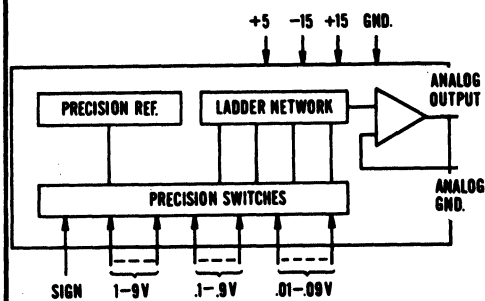 +5 -15 +15 GND.
ANALOG
OUTPUT
PRECISION REF.
LADDER NETWORK
ANALOG
GND.
PRECISION SWITCHES
SIGN 1-9V .1-.9V .01-.09V